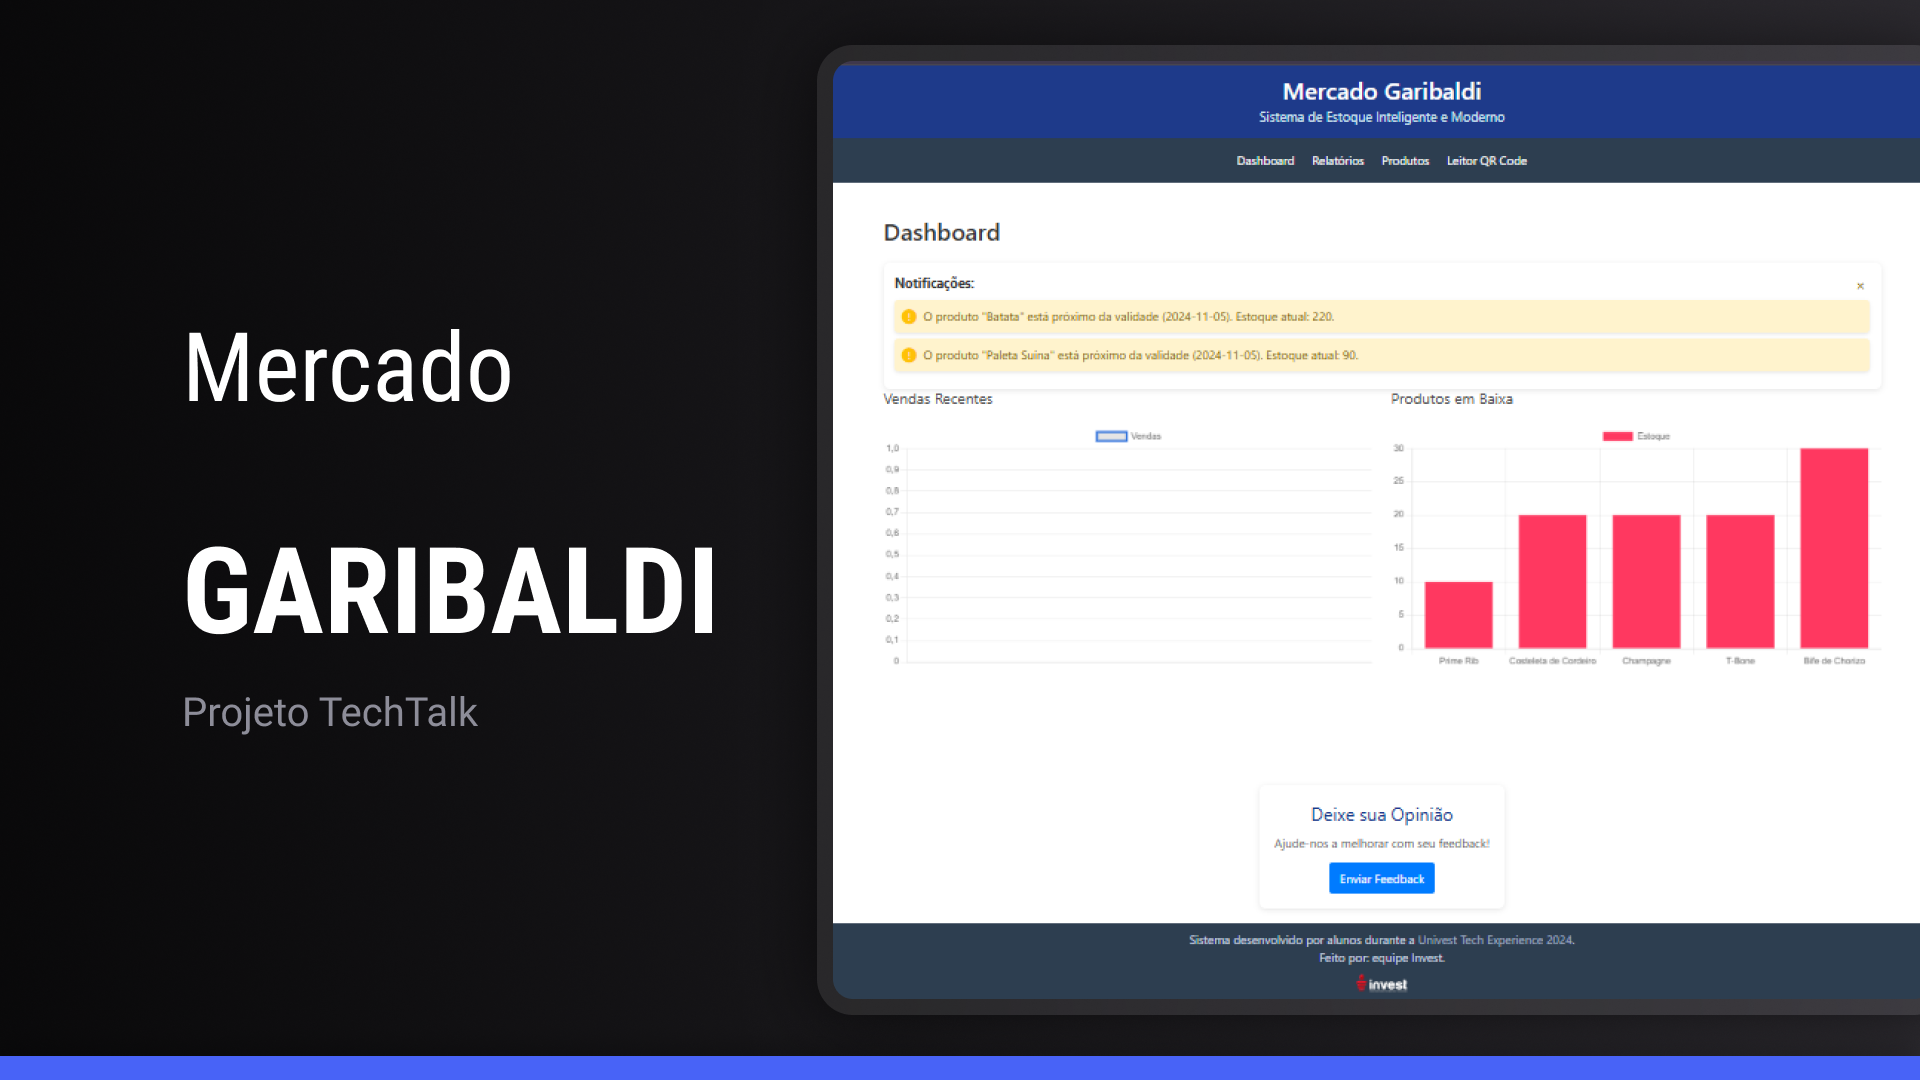 Mercado
GARIBALDI
Projeto TechTalk
Mercado Garibaldi
Sistema de Estoque Inteligente e Moderno
Dashboard Relatórios Produtos Leitor QR Code
Dashboard
Notificações: ×
O produto "Batata" está próximo da validade (2024-11-05). Estoque atual: 220.
O produto "Paleta Suína" está próximo da validade (2024-11-05). Estoque atual: 90.
Vendas Recentes
Vendas
1,0
0,9
0,8
0,7
0,6
0,5
0,4
0,3
0,2
0,1
0
Produtos em Baixa
Estoque
30
25
20
15
10
5
0
Prime Rib Costeleta de Cordeiro Champagne T-Bone Bife de Chorizo
Deixe sua Opinião
Ajude-nos a melhorar com seu feedback!
Enviar Feedback
Sistema desenvolvido por alunos durante a Univest Tech Experience 2024.
Feito por: equipe Invest.
invest